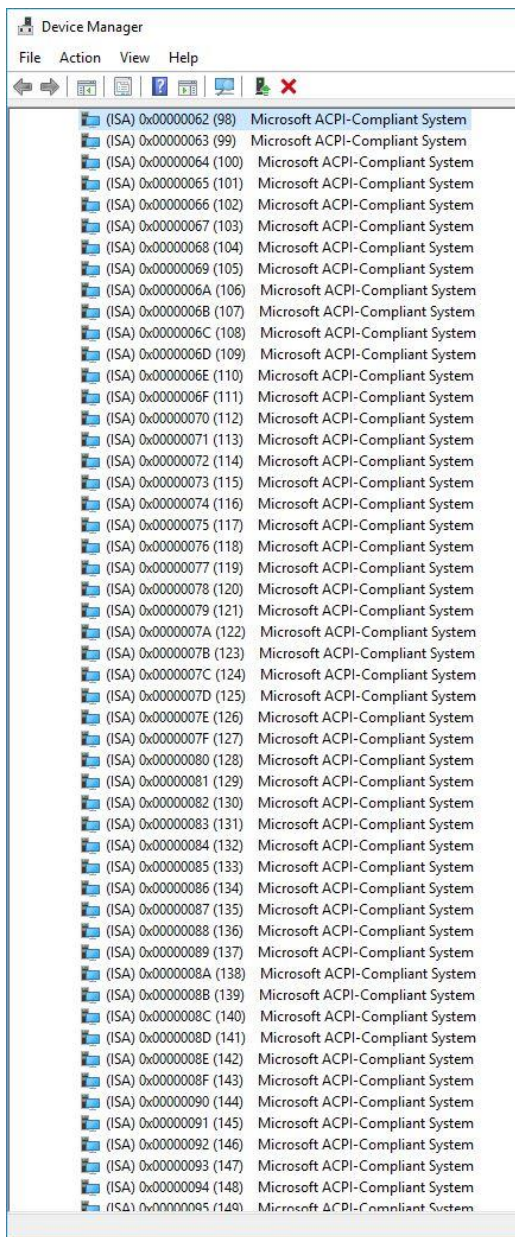 Device Manager
File Action View Help
(ISA) 0x00000062 (98) Microsoft ACPI-Compliant System
(ISA) 0x00000063 (99) Microsoft ACPI-Compliant System
(ISA) 0x00000064 (100) Microsoft ACPI-Compliant System
(ISA) 0x00000065 (101) Microsoft ACPI-Compliant System
(ISA) 0x00000066 (102) Microsoft ACPI-Compliant System
(ISA) 0x00000067 (103) Microsoft ACPI-Compliant System
(ISA) 0x00000068 (104) Microsoft ACPI-Compliant System
(ISA) 0x00000069 (105) Microsoft ACPI-Compliant System
(ISA) 0x0000006A (106) Microsoft ACPI-Compliant System
(ISA) 0x0000006B (107) Microsoft ACPI-Compliant System
(ISA) 0x0000006C (108) Microsoft ACPI-Compliant System
(ISA) 0x0000006D (109) Microsoft ACPI-Compliant System
(ISA) 0x0000006E (110) Microsoft ACPI-Compliant System
(ISA) 0x0000006F (111) Microsoft ACPI-Compliant System
(ISA) 0x00000070 (112) Microsoft ACPI-Compliant System
(ISA) 0x00000071 (113) Microsoft ACPI-Compliant System
(ISA) 0x00000072 (114) Microsoft ACPI-Compliant System
(ISA) 0x00000073 (115) Microsoft ACPI-Compliant System
(ISA) 0x00000074 (116) Microsoft ACPI-Compliant System
(ISA) 0x00000075 (117) Microsoft ACPI-Compliant System
(ISA) 0x00000076 (118) Microsoft ACPI-Compliant System
(ISA) 0x00000077 (119) Microsoft ACPI-Compliant System
(ISA) 0x00000078 (120) Microsoft ACPI-Compliant System
(ISA) 0x00000079 (121) Microsoft ACPI-Compliant System
(ISA) 0x0000007A (122) Microsoft ACPI-Compliant System
(ISA) 0x0000007B (123) Microsoft ACPI-Compliant System
(ISA) 0x0000007C (124) Microsoft ACPI-Compliant System
(ISA) 0x0000007D (125) Microsoft ACPI-Compliant System
(ISA) 0x0000007E (126) Microsoft ACPI-Compliant System
(ISA) 0x0000007F (127) Microsoft ACPI-Compliant System
(ISA) 0x00000080 (128) Microsoft ACPI-Compliant System
(ISA) 0x00000081 (129) Microsoft ACPI-Compliant System
(ISA) 0x00000082 (130) Microsoft ACPI-Compliant System
(ISA) 0x00000083 (131) Microsoft ACPI-Compliant System
(ISA) 0x00000084 (132) Microsoft ACPI-Compliant System
(ISA) 0x00000085 (133) Microsoft ACPI-Compliant System
(ISA) 0x00000086 (134) Microsoft ACPI-Compliant System
(ISA) 0x00000087 (135) Microsoft ACPI-Compliant System
(ISA) 0x00000088 (136) Microsoft ACPI-Compliant System
(ISA) 0x00000089 (137) Microsoft ACPI-Compliant System
(ISA) 0x0000008A (138) Microsoft ACPI-Compliant System
(ISA) 0x0000008B (139) Microsoft ACPI-Compliant System
(ISA) 0x0000008C (140) Microsoft ACPI-Compliant System
(ISA) 0x0000008D (141) Microsoft ACPI-Compliant System
(ISA) 0x0000008E (142) Microsoft ACPI-Compliant System
(ISA) 0x0000008F (143) Microsoft ACPI-Compliant System
(ISA) 0x00000090 (144) Microsoft ACPI-Compliant System
(ISA) 0x00000091 (145) Microsoft ACPI-Compliant System
(ISA) 0x00000092 (146) Microsoft ACPI-Compliant System
(ISA) 0x00000093 (147) Microsoft ACPI-Compliant System
(ISA) 0x00000094 (148) Microsoft ACPI-Compliant System
(ISA) 0x00000095 (149) Microsoft ACPI-Compliant System